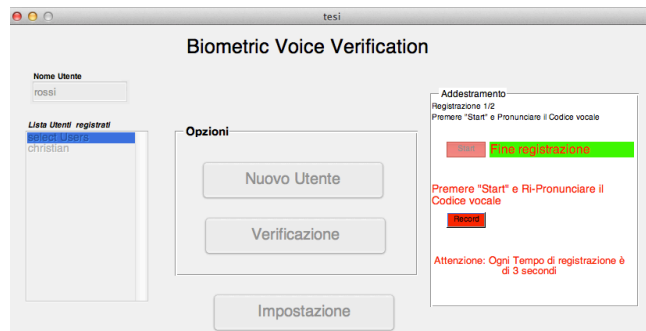 tesi
Biometric Voice Verification
Nome Utente
rossi
Lista Utenti registrati
select Users
christian
Opzioni
Nuovo Utente
Verificazione
Impostazione
Addestramento
Registrazione 1/2
Premere "Start" e Pronunciare il Codice vocale
Start
Fine registrazione
Premere "Start" e Ri-Pronunciare il
Codice vocale
Record
Attenzione: Ogni Tempo di registrazione è
di 3 secondi